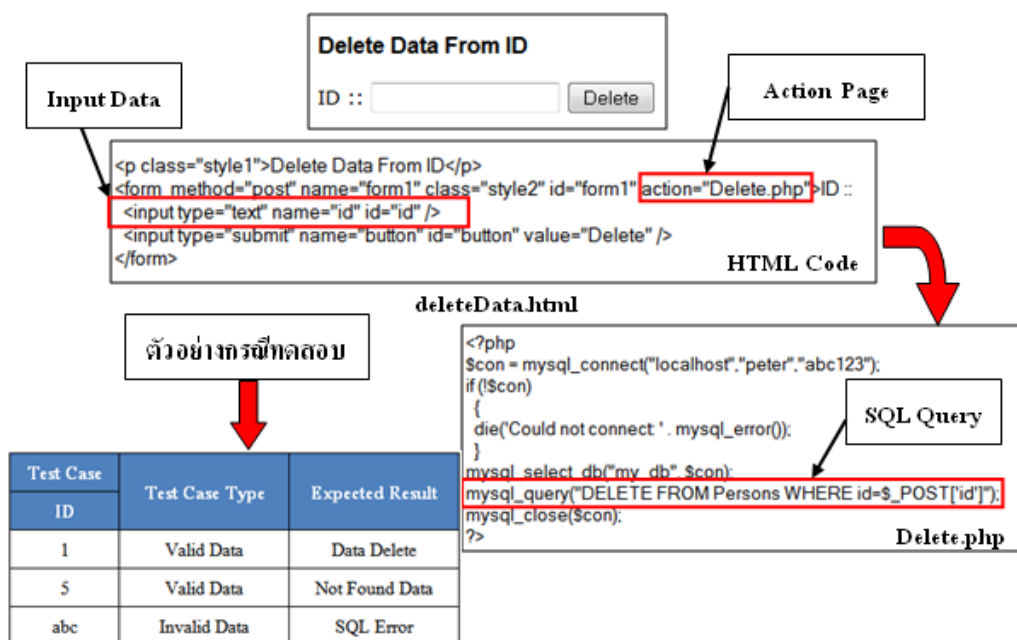 Delete Data From ID
ID ::
Delete
Input Data
Action Page
<p class="style1">Delete Data From ID</p>
<form method="post" name="form1" class="style2" id="form1" action="Delete.php">ID ::
<input type="text" name="id" id="id" />
<input type="submit" name="button" id="button" value="Delete" />
</form>
HTML Code
deleteData.html
ตัวอย่างกรณีทดสอบ
<?php
$con = mysql_connect("localhost","peter","abc123");
if (!$con)
{
die('Could not connect: ' . mysql_error());
}
mysql_select_db("my_db", $con);
mysql_query("DELETE FROM Persons WHERE id=$_POST['id']");
mysql_close($con);
?>
SQL Query
Delete.php
Test Case
ID
Test Case Type
Expected Result
1 Valid Data Data Delete
5 Valid Data Not Found Data
abc Invalid Data SQL Error